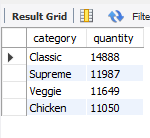 Result Grid Filte
category quantity
Classic 14888
Supreme 11987
Veggie 11649
Chicken 11050